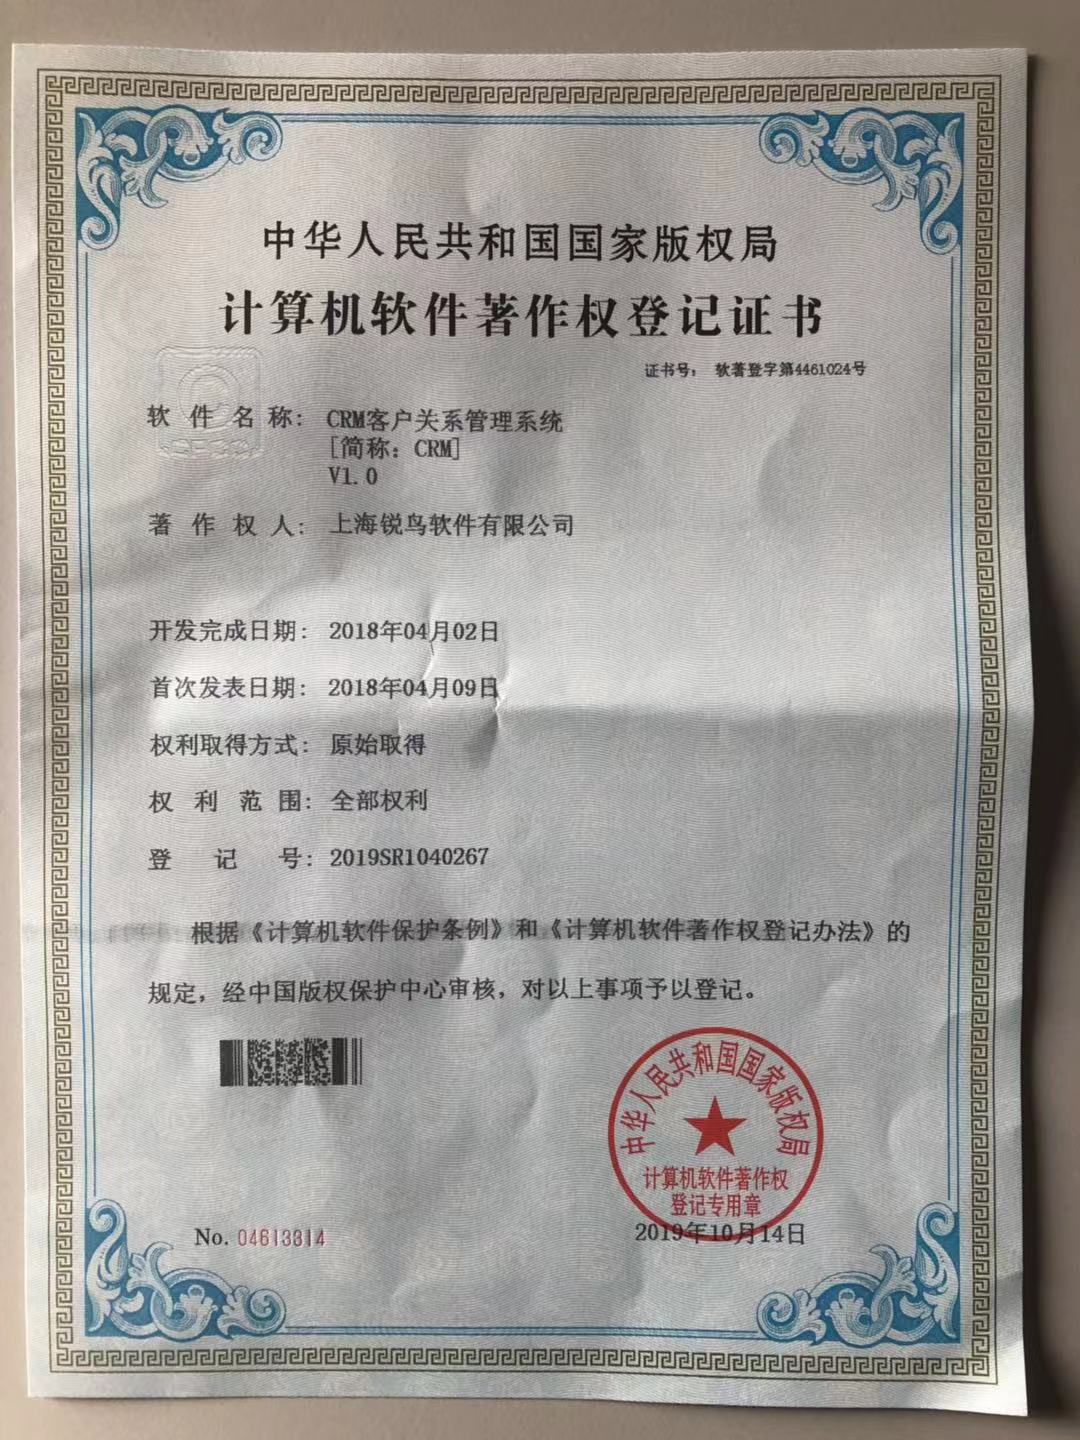 中华人民共和国国家版权局
计算机软件著作权登记证书
证书号： 软著登字第4461024号
软件名称： CRM客户关系管理系统
[简称：CRM]
V1.0
著作权人： 上海锐鸟软件有限公司
开发完成日期： 2018年04月02日
首次发表日期： 2018年04月09日
权利取得方式： 原始取得
权利范围： 全部权利
登记号： 2019SR1040267
根据《计算机软件保护条例》和《计算机软件著作权登记办法》的
规定，经中国版权保护中心审核，对以上事项予以登记。
中华人民共和国国家版权局
计算机软件著作权
登记专用章
No. 04613314
2019年10月14日